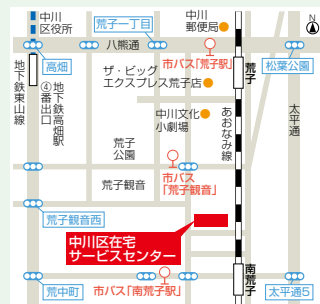 中川
区役所
荒子一丁目
中川
郵便局
N
八熊通
高畑
市バス「荒子駅」
荒子
松葉公園
ザ・ビッグ
エクスプレス荒子店
地下鉄東山線
地下鉄高畑駅
④番出口
中川文化
小劇場
あおなみ線
太平通
荒子
公園
荒子観音
市バス
「荒子観音」
荒子観音西
中川区在宅
サービスセンター
荒中町
市バス「南荒子駅」
南荒子
太平通5